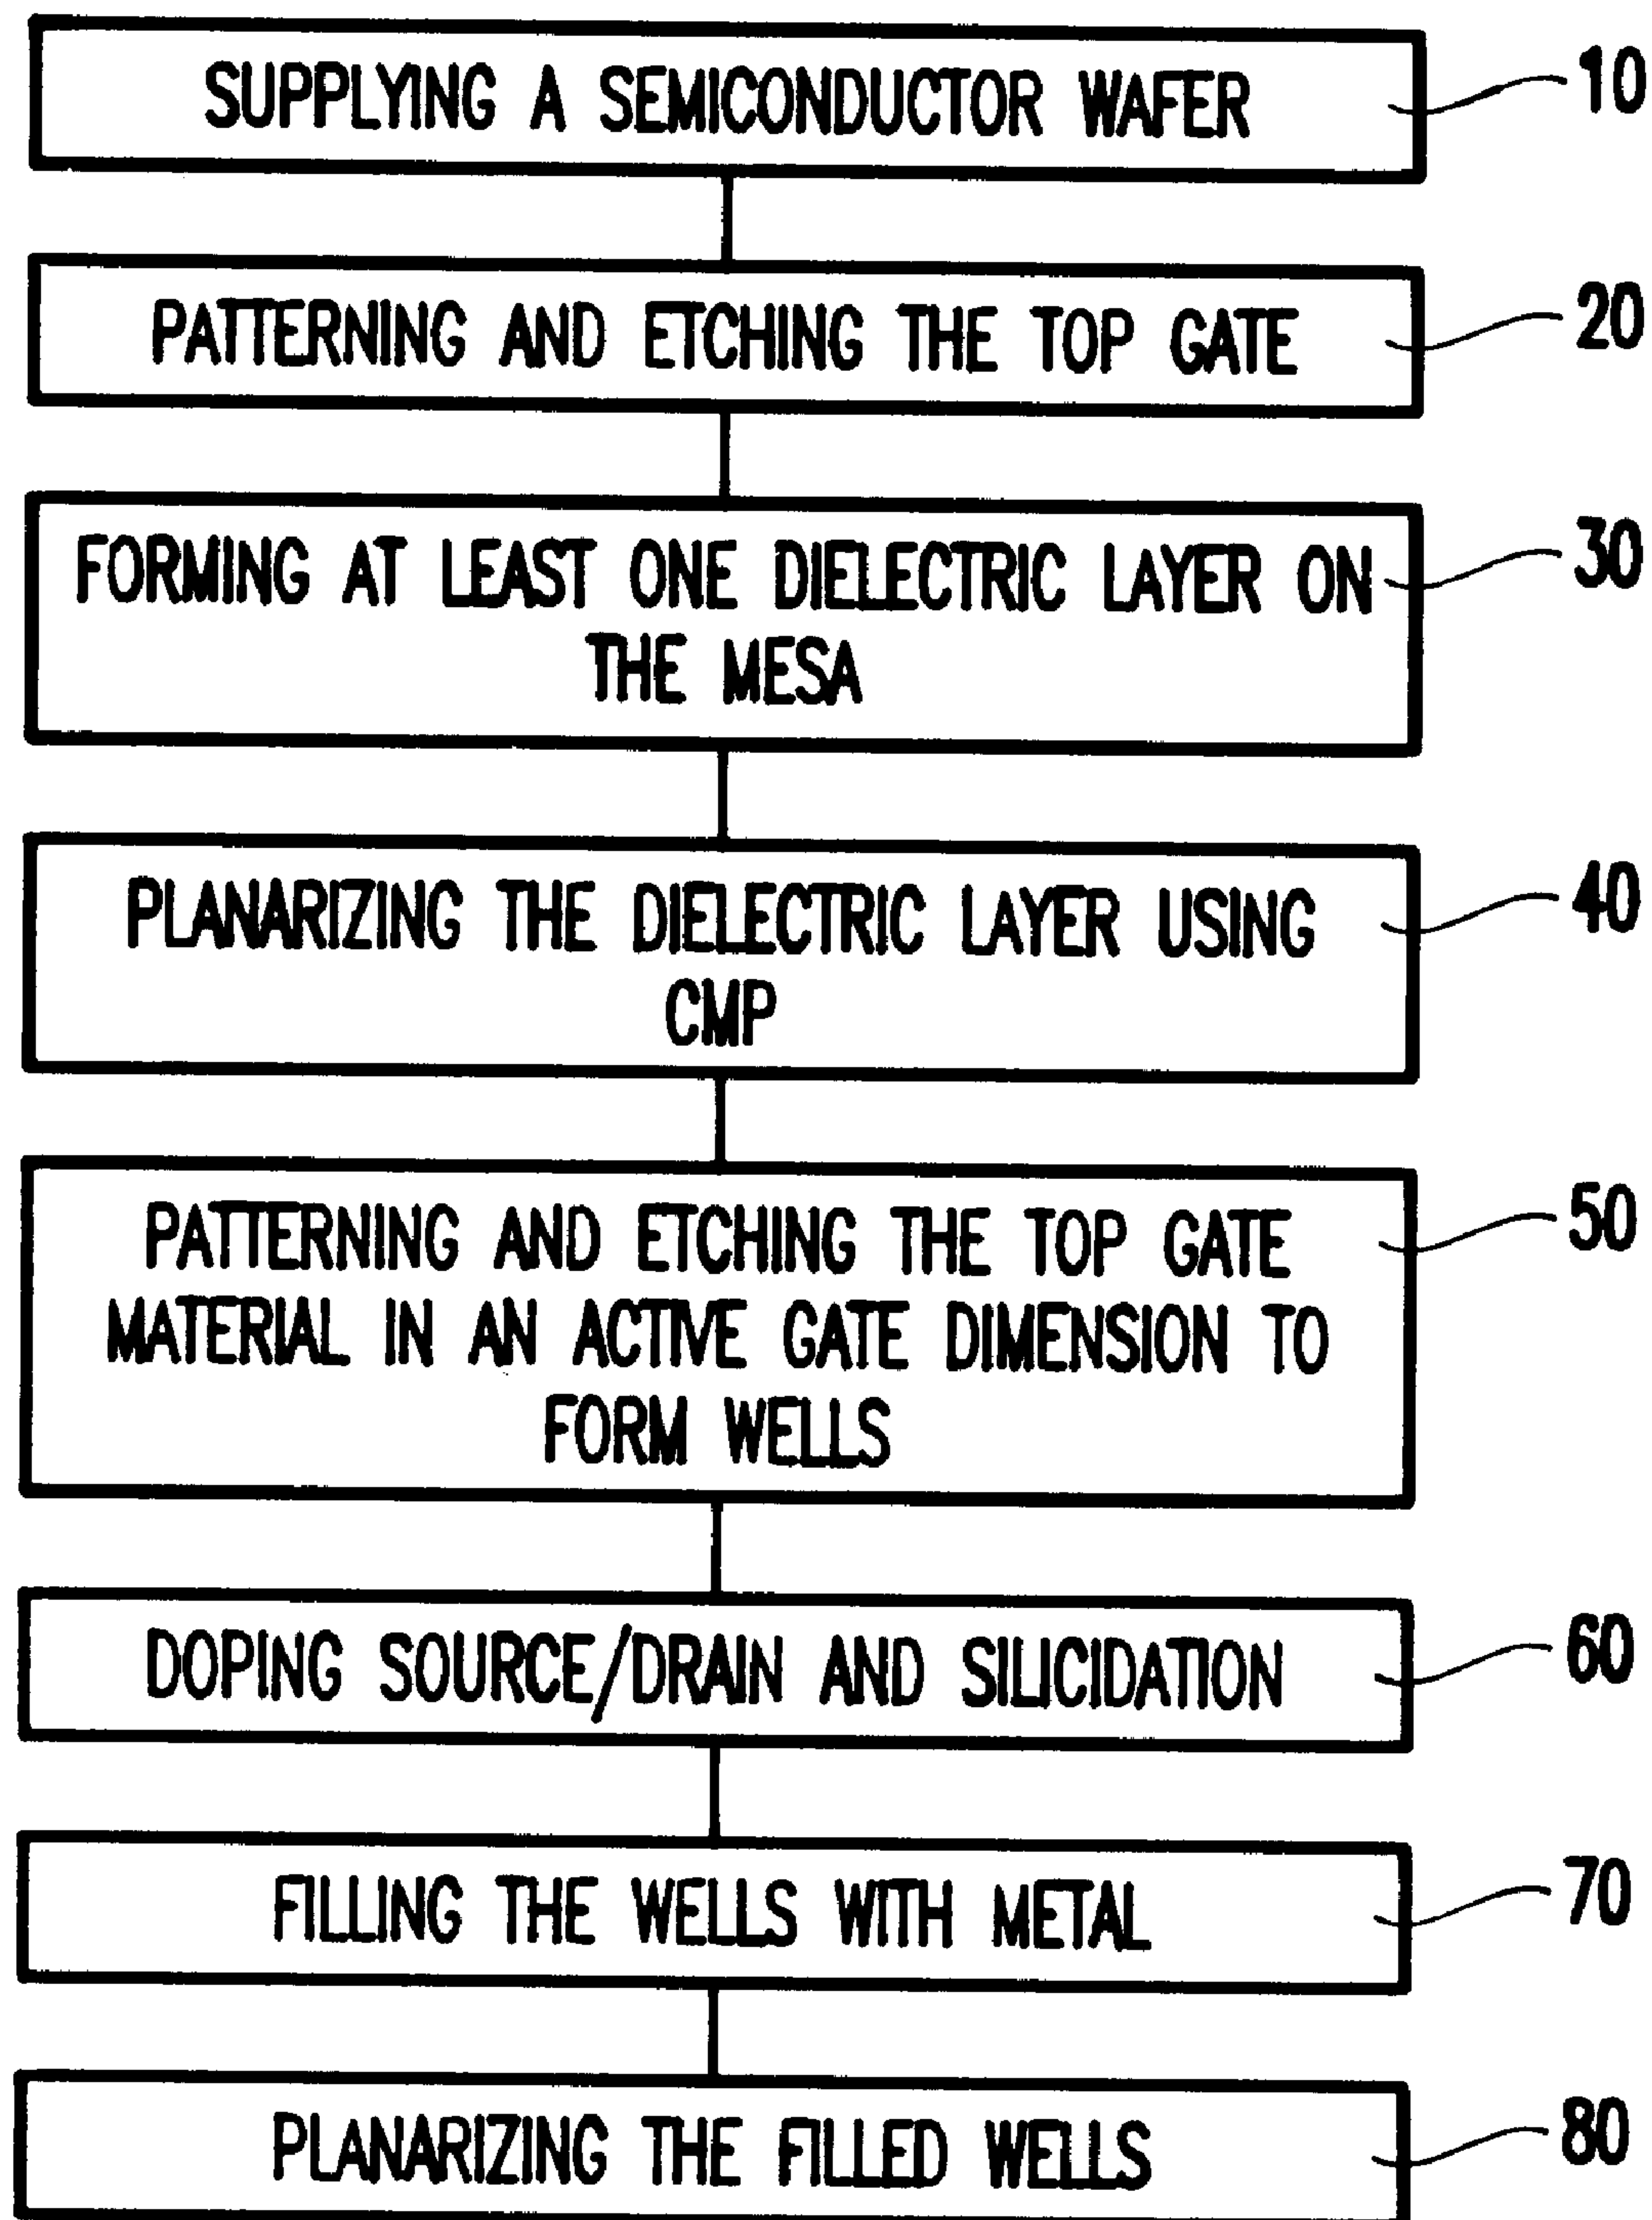 SUPPLYING A SEMICONDUCTOR WAFER
10
PATTERNING AND ETCHING THE TOP GATE
20
FORMING AT LEAST ONE DIELECTRIC LAYER ON
THE MESA
30
PLANARIZING THE DIELECTRIC LAYER USING
CMP
40
PATTERNING AND ETCHING THE TOP GATE
MATERIAL IN AN ACTIVE GATE DIMENSION TO
FORM WELLS
50
DOPING SOURCE/DRAIN AND SILICIDATION
60
FILLING THE WELLS WITH METAL
70
PLANARIZING THE FILLED WELLS
80